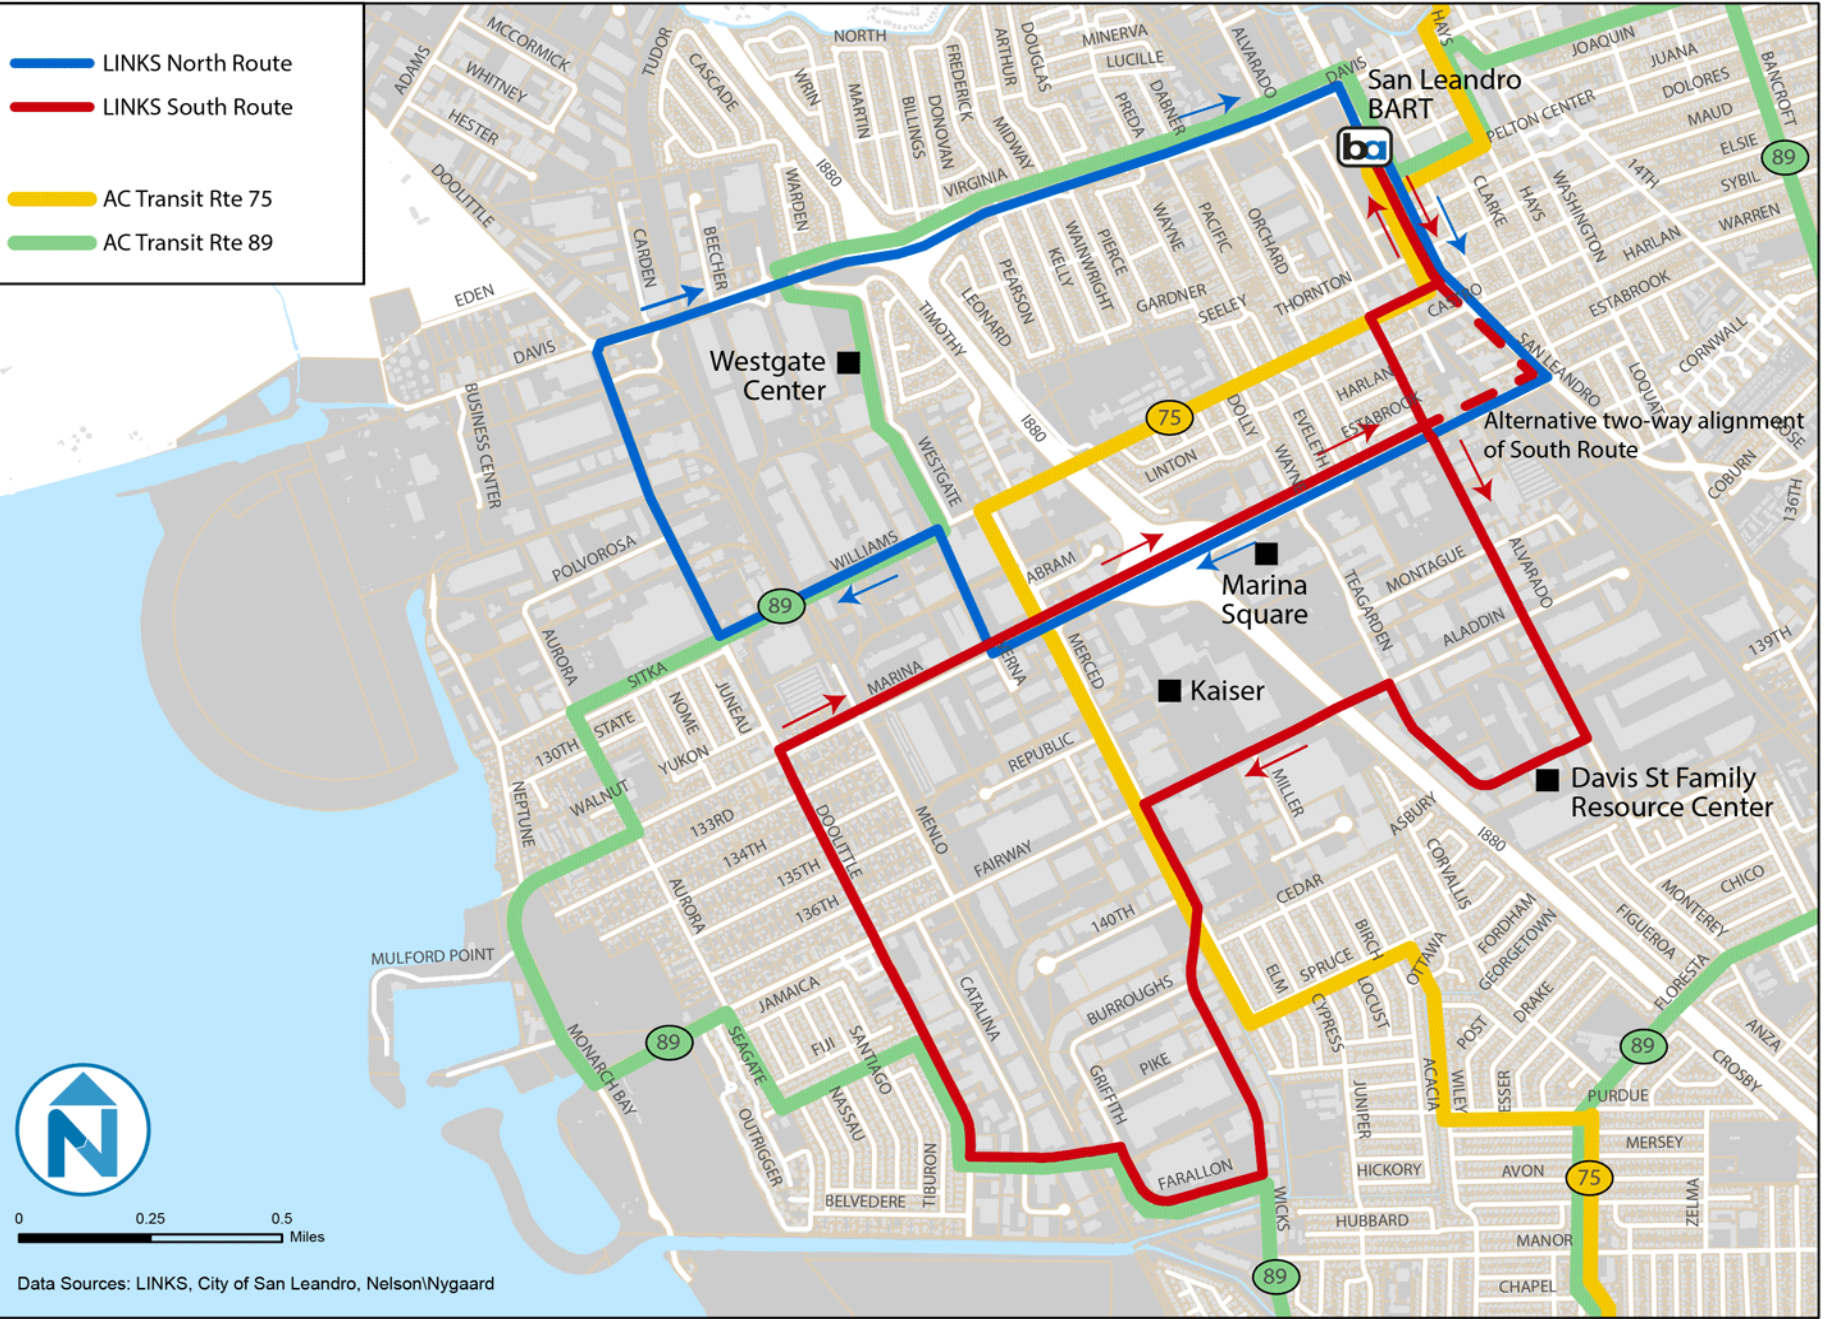 LINKS North Route
LINKS South Route
AC Transit Rte 75
AC Transit Rte 89
San Leandro
BART
ba
Westgate
Center
Alternative two-way alignment
of South Route
Marina
Square
Kaiser
Davis St Family
Resource Center
ADAMS
MCCORMICK
WHITNEY
HESTER
DOOLITTLE
TUDOR
CASCADE
NORTH
WRIN
MARTIN
BILLINGS
DONOVAN
FREDERICK
ARTHUR
DOUGLAS
MIDWAY
MINERVA
LUCILLE
PREDA
DABNER
ALVARADO
DAVIS
HAYS
JOAQUIN
JUANA
DOLORES
MAUD
ELSIE
SYBIL
WARREN
BANCROFT
89
PELTON CENTER
14TH
CLARKE
HAYS
WASHINGTON
HARLAN
ESTABROOK
CORNWALL
LOQUAT
SAN LEANDRO
COBURN
136TH
139TH
I880
VIRGINIA
WARDEN
CARDEN
BEECHER
EDEN
DAVIS
BUSINESS CENTER
TIMOTHY
LEONARD
PEARSON
KELLY
WAINWRIGHT
PIERCE
WAYNE
PACIFIC
ORCHARD
GARDNER
SEELEY
THORNTON
CASTRO
HARLAN
ESTABROOK
DOLLY
EVELETH
WAYNE
LINTON
75
I880
WESTGATE
WILLIAMS
89
POLVOROSA
AURORA
SITKA
STATE
NOME
JUNEAU
130TH
YUKON
WALNUT
NEPTUNE
MARINA
ABRAM
MERCED
TEAGARDEN
MONTAGUE
ALVARADO
ALADDIN
REPUBLIC
MILLER
ASBURY
I880
133RD
134TH
135TH
136TH
DOOLITTLE
MENLO
FAIRWAY
AURORA
140TH
CEDAR
CORVALLIS
FORDHAM
GEORGETOWN
MONTEREY
CHICO
FIGUEROA
FLORESTA
MULFORD POINT
JAMAICA
CATALINA
BURROUGHS
ELM
SPRUCE
BIRCH
OTTAWA
LOCUST
CYPRESS
POST
DRAKE
ANZA
CROSBY
89
MONARCH BAY
89
SEAGATE
FIJI
SANTIAGO
NASSAU
PIKE
GRIFFITH
JUNIPER
ACACIA
WILLEY
ESSER
PURDUE
MERSEY
OUTRIGGER
TIBURON
BELVEDERE
FARALLON
WICKS
HICKORY
AVON
75
ZELMA
HUBBARD
MANOR
CHAPEL
89
N
0 0.25 0.5
Miles
Data Sources: LINKS, City of San Leandro, Nelson\Nygaard